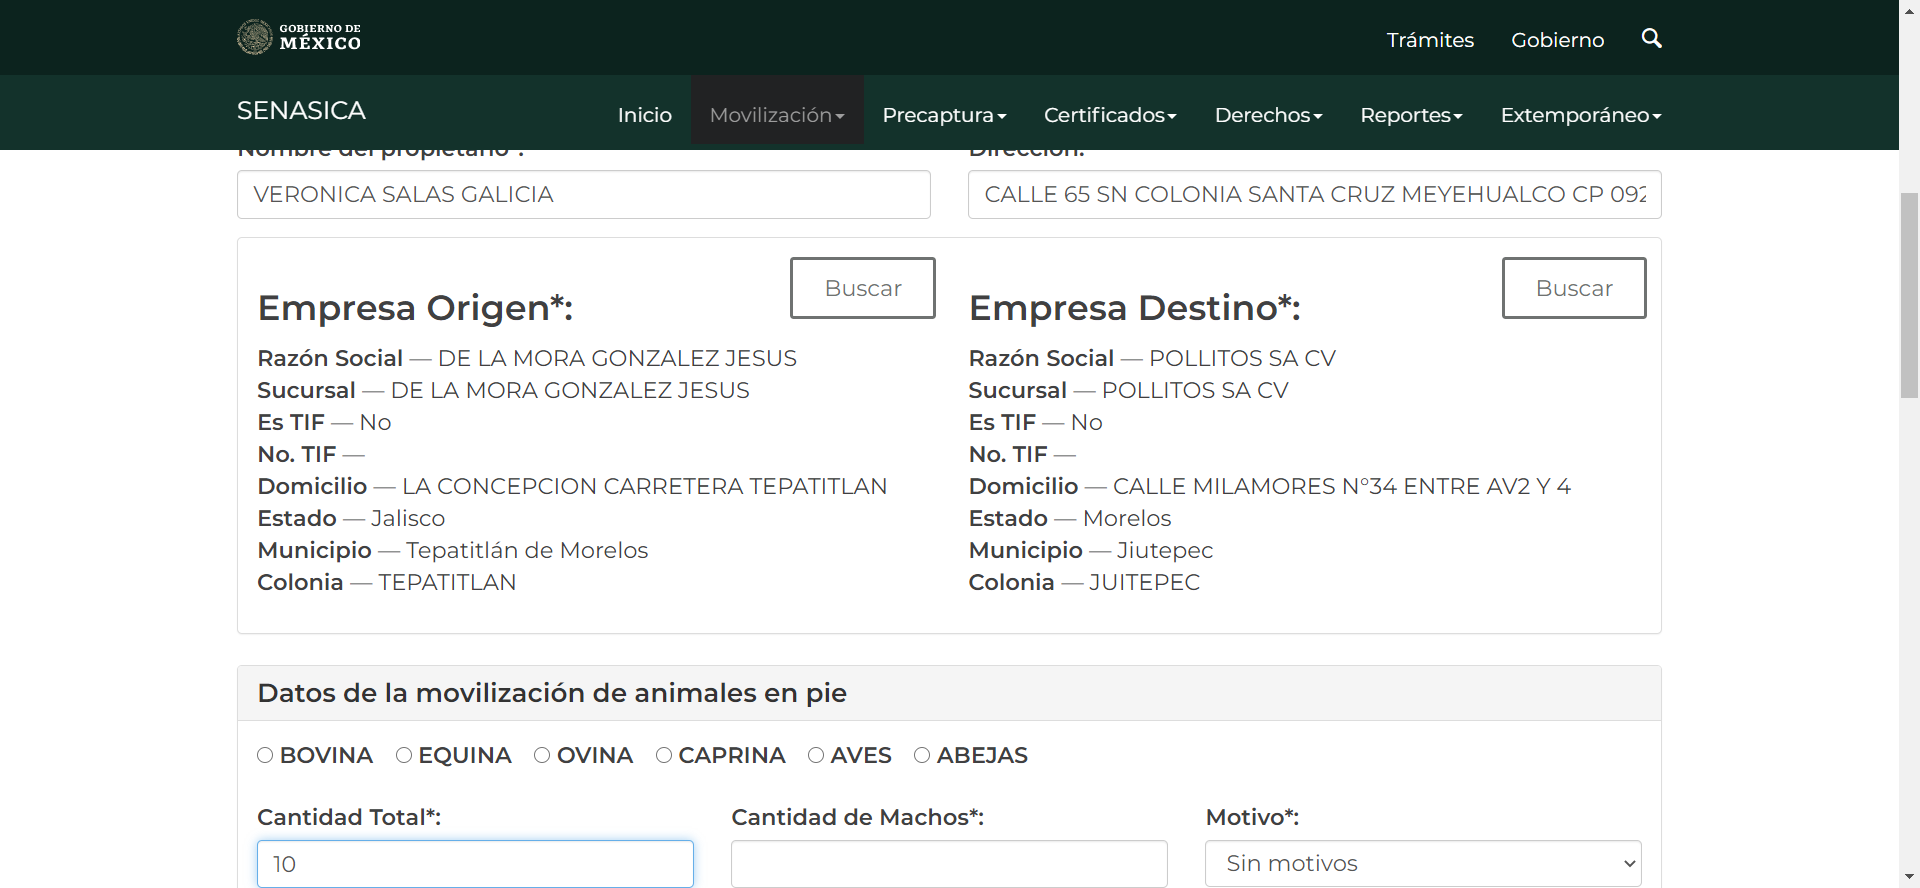 GOBIERNO DE
MÉXICO
Trámites Gobierno
SENASICA
Inicio Movilización Precaptura Certificados Derechos Reportes Extemporáneo
Nombre del propietario*: Dirección:
VERONICA SALAS GALICIA CALLE 65 SN COLONIA SANTA CRUZ MEYEHUALCO CP 092
Empresa Origen*:
Buscar
Razón Social — DE LA MORA GONZALEZ JESUS
Sucursal — DE LA MORA GONZALEZ JESUS
Es TIF — No
No. TIF —
Domicilio — LA CONCEPCION CARRETERA TEPATITLAN
Estado — Jalisco
Municipio — Tepatitlán de Morelos
Colonia — TEPATITLAN
Empresa Destino*:
Buscar
Razón Social — POLLITOS SA CV
Sucursal — POLLITOS SA CV
Es TIF — No
No. TIF —
Domicilio — CALLE MILAMORES N°34 ENTRE AV2 Y 4
Estado — Morelos
Municipio — Jiutepec
Colonia — JUITEPEC
Datos de la movilización de animales en pie
BOVINA EQUINA OVINA CAPRINA AVES ABEJAS
Cantidad Total*: Cantidad de Machos*: Motivo*:
10 Sin motivos